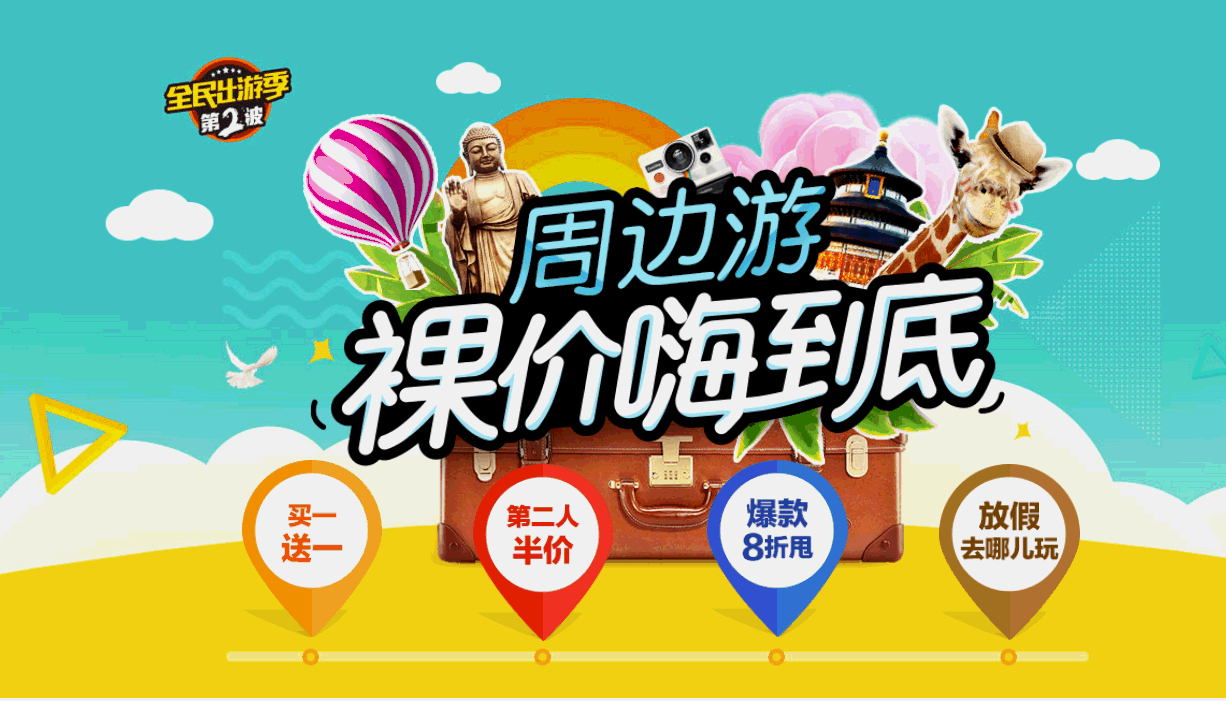 全民出游季
第2波
周边游
裸价嗨到底
买一
送一
第二人
半价
爆款
8折甩
放假
去哪儿玩